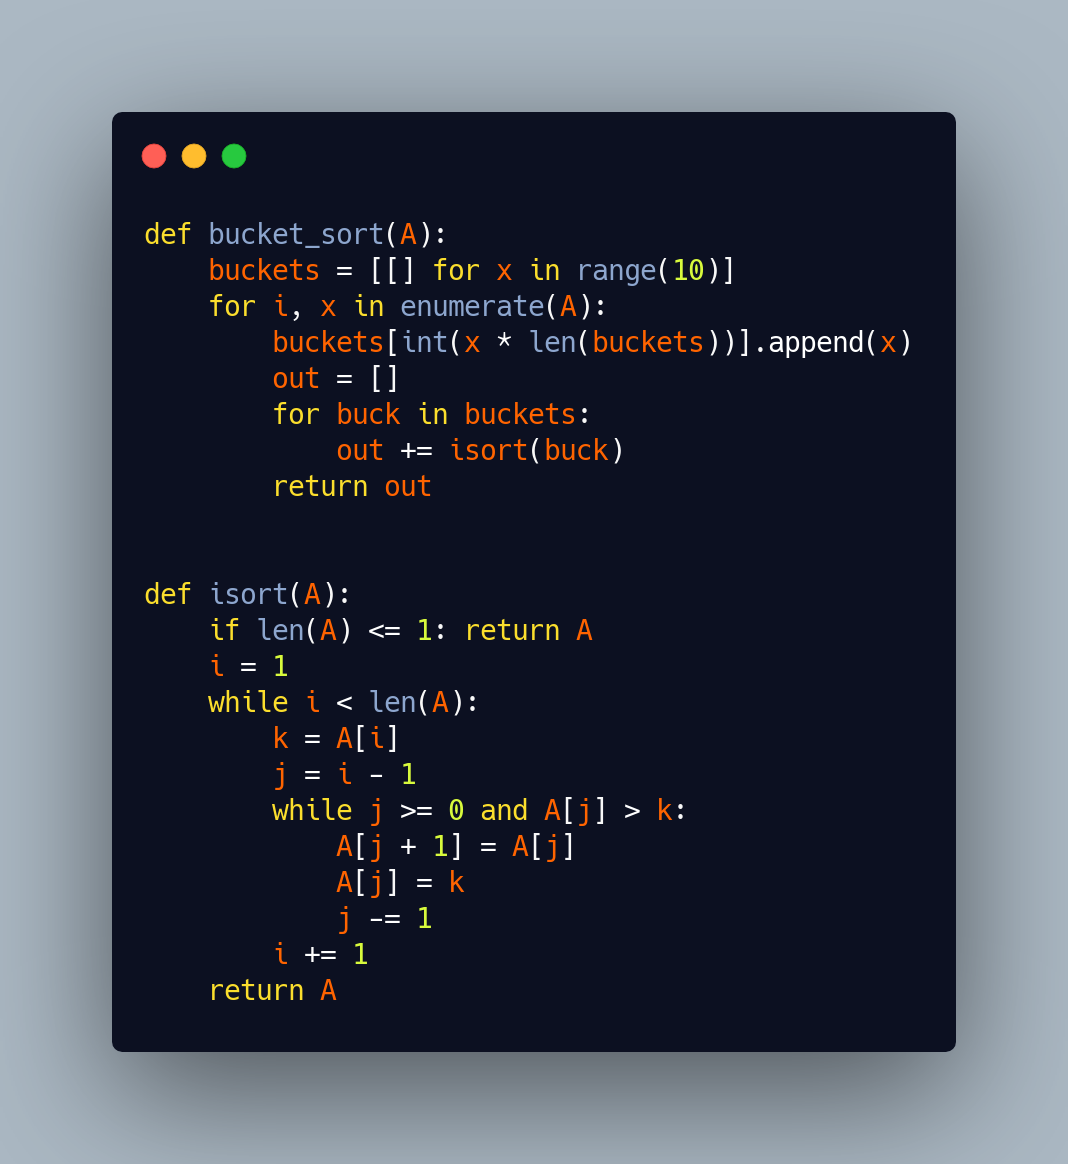 def bucket_sort(A):
    buckets = [[] for x in range(10)]
    for i, x in enumerate(A):
        buckets[int(x * len(buckets))].append(x)
        out = []
        for buck in buckets:
            out += isort(buck)
        return out

def isort(A):
    if len(A) <= 1: return A
    i = 1
    while i < len(A):
        k = A[i]
        j = i - 1
        while j >= 0 and A[j] > k:
            A[j + 1] = A[j]
            A[j] = k
            j -= 1
        i += 1
    return A